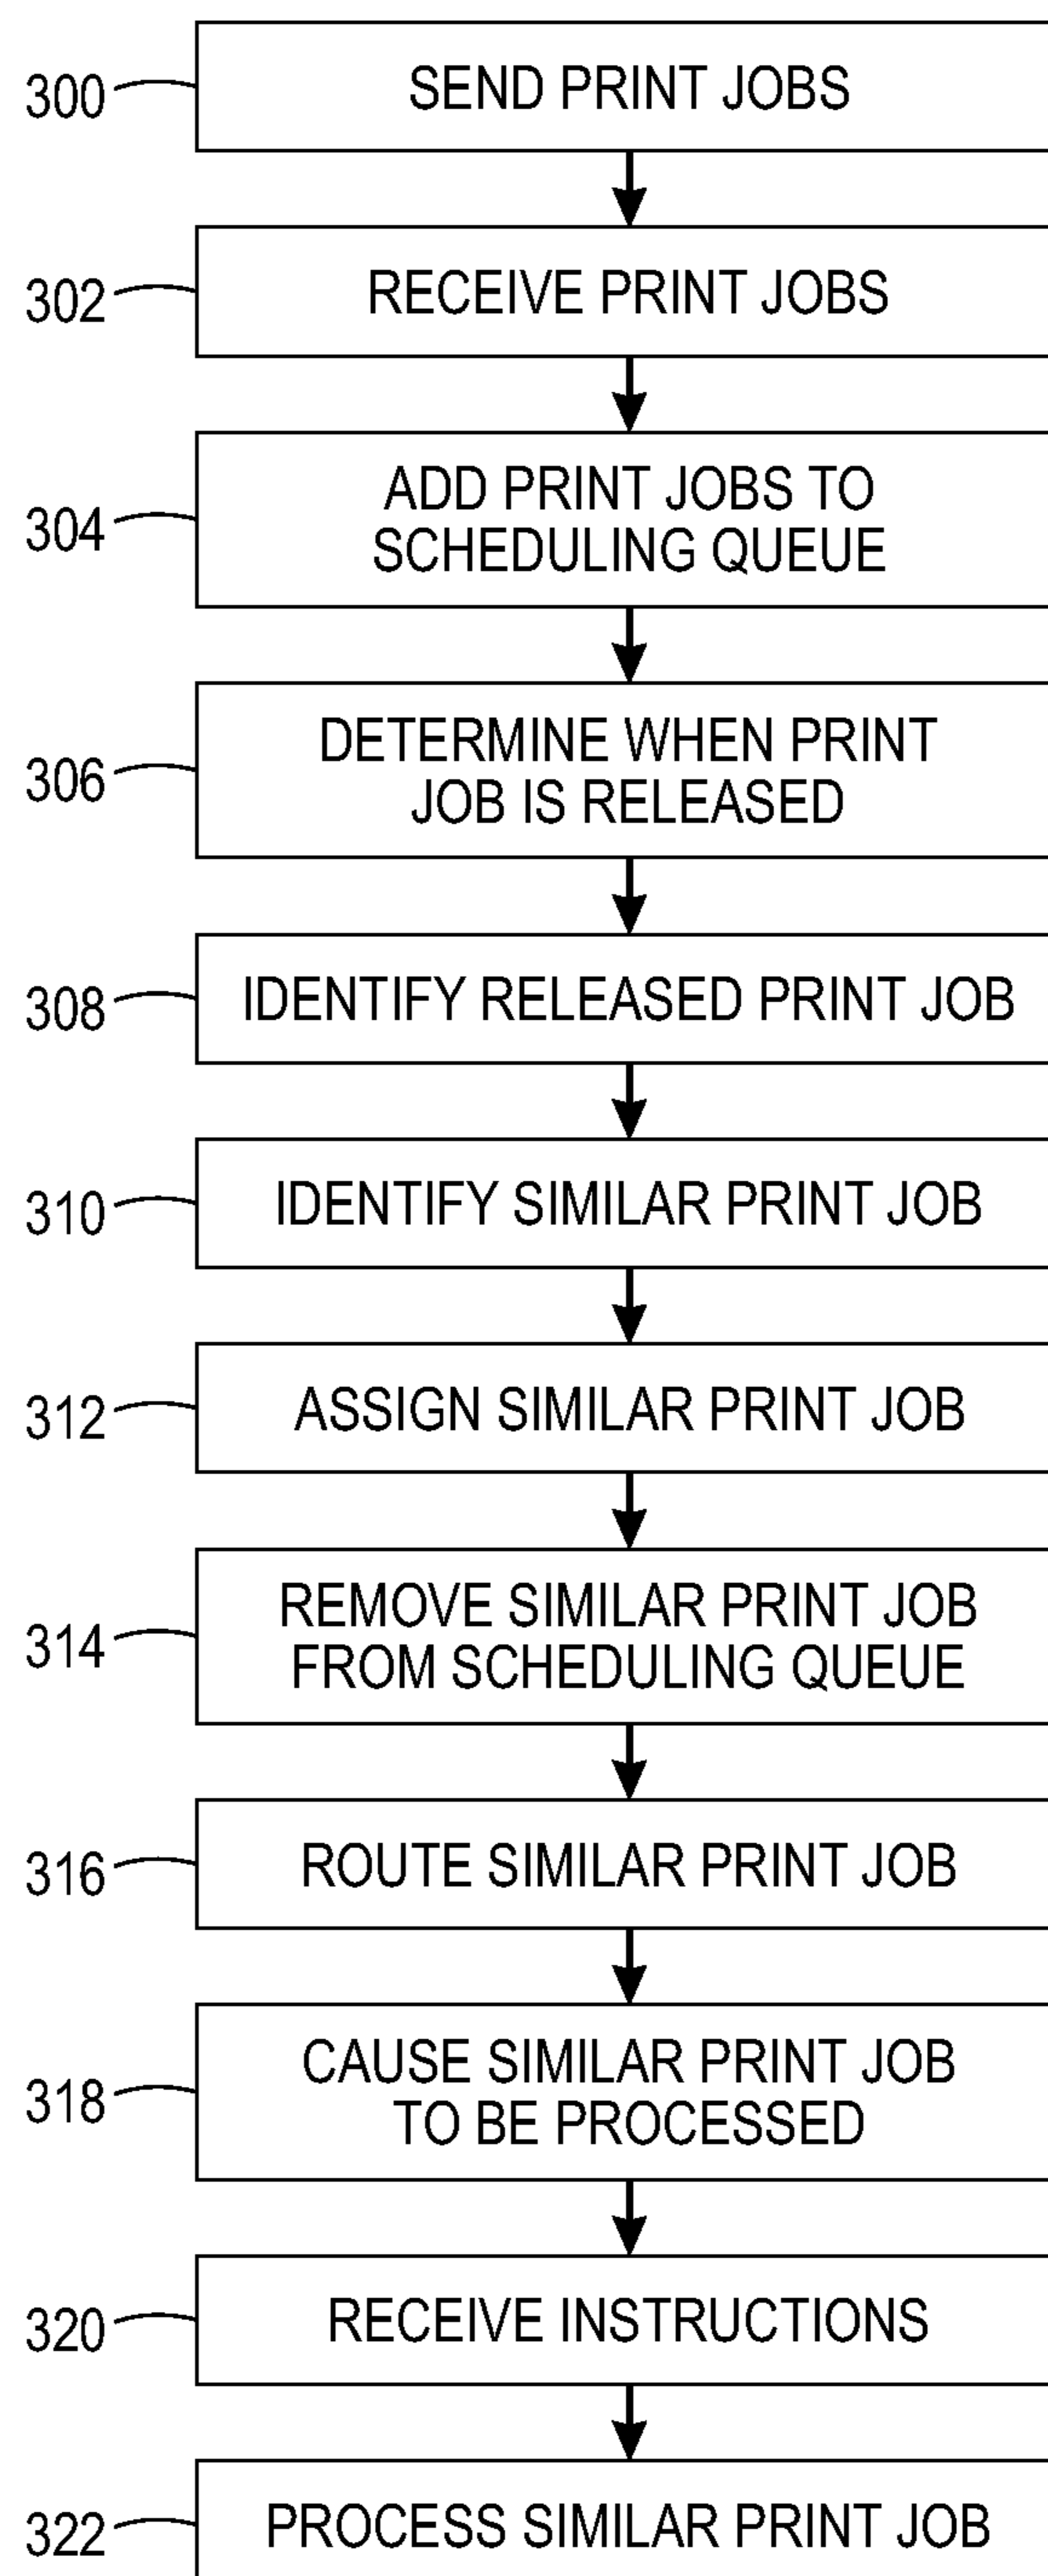 300 SEND PRINT JOBS
302 RECEIVE PRINT JOBS
304 ADD PRINT JOBS TO
SCHEDULING QUEUE
306 DETERMINE WHEN PRINT
JOB IS RELEASED
308 IDENTIFY RELEASED PRINT JOB
310 IDENTIFY SIMILAR PRINT JOB
312 ASSIGN SIMILAR PRINT JOB
314 REMOVE SIMILAR PRINT JOB
FROM SCHEDULING QUEUE
316 ROUTE SIMILAR PRINT JOB
318 CAUSE SIMILAR PRINT JOB
TO BE PROCESSED
320 RECEIVE INSTRUCTIONS
322 PROCESS SIMILAR PRINT JOB